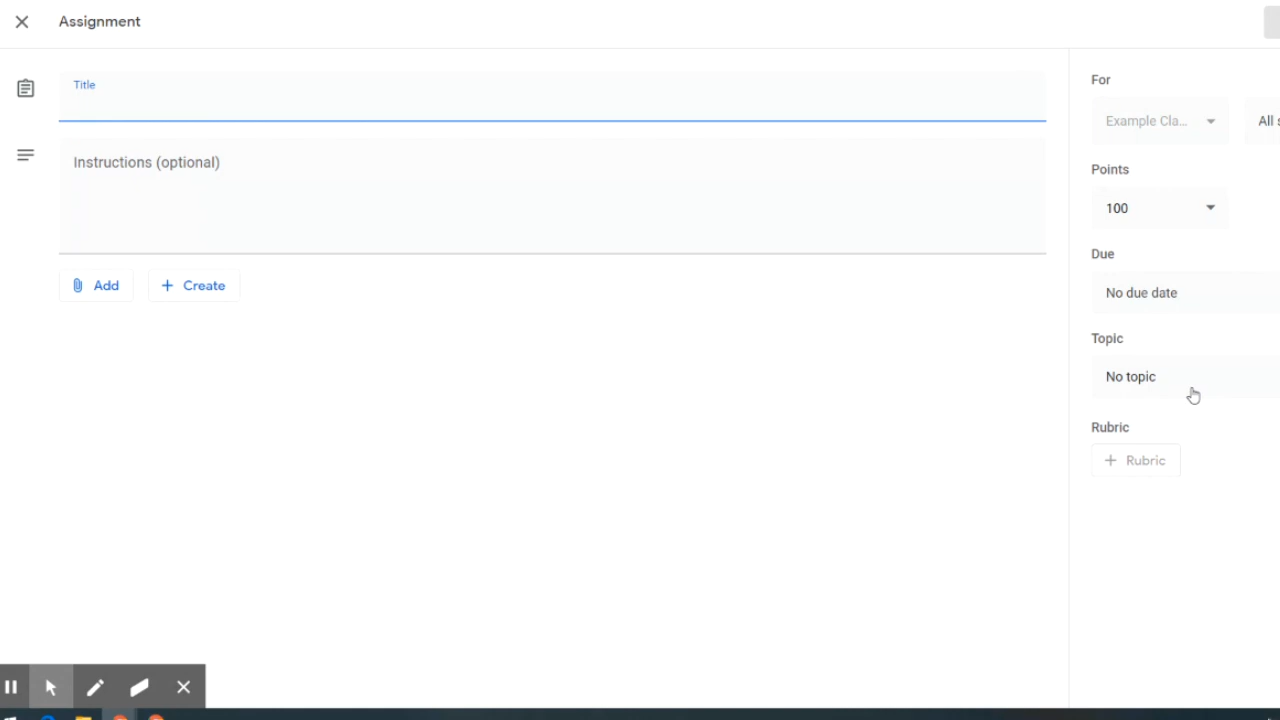 Assignment
Title
Instructions (optional)
Add
Create
For
Example Cla...
All
Points
100
Due
No due date
Topic
No topic
Rubric
Rubric